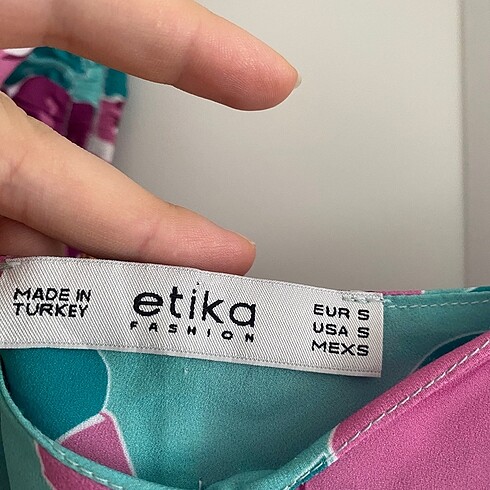 MADE IN
TURKEY
etika
FASHION
EUR S
USA S
MEXS